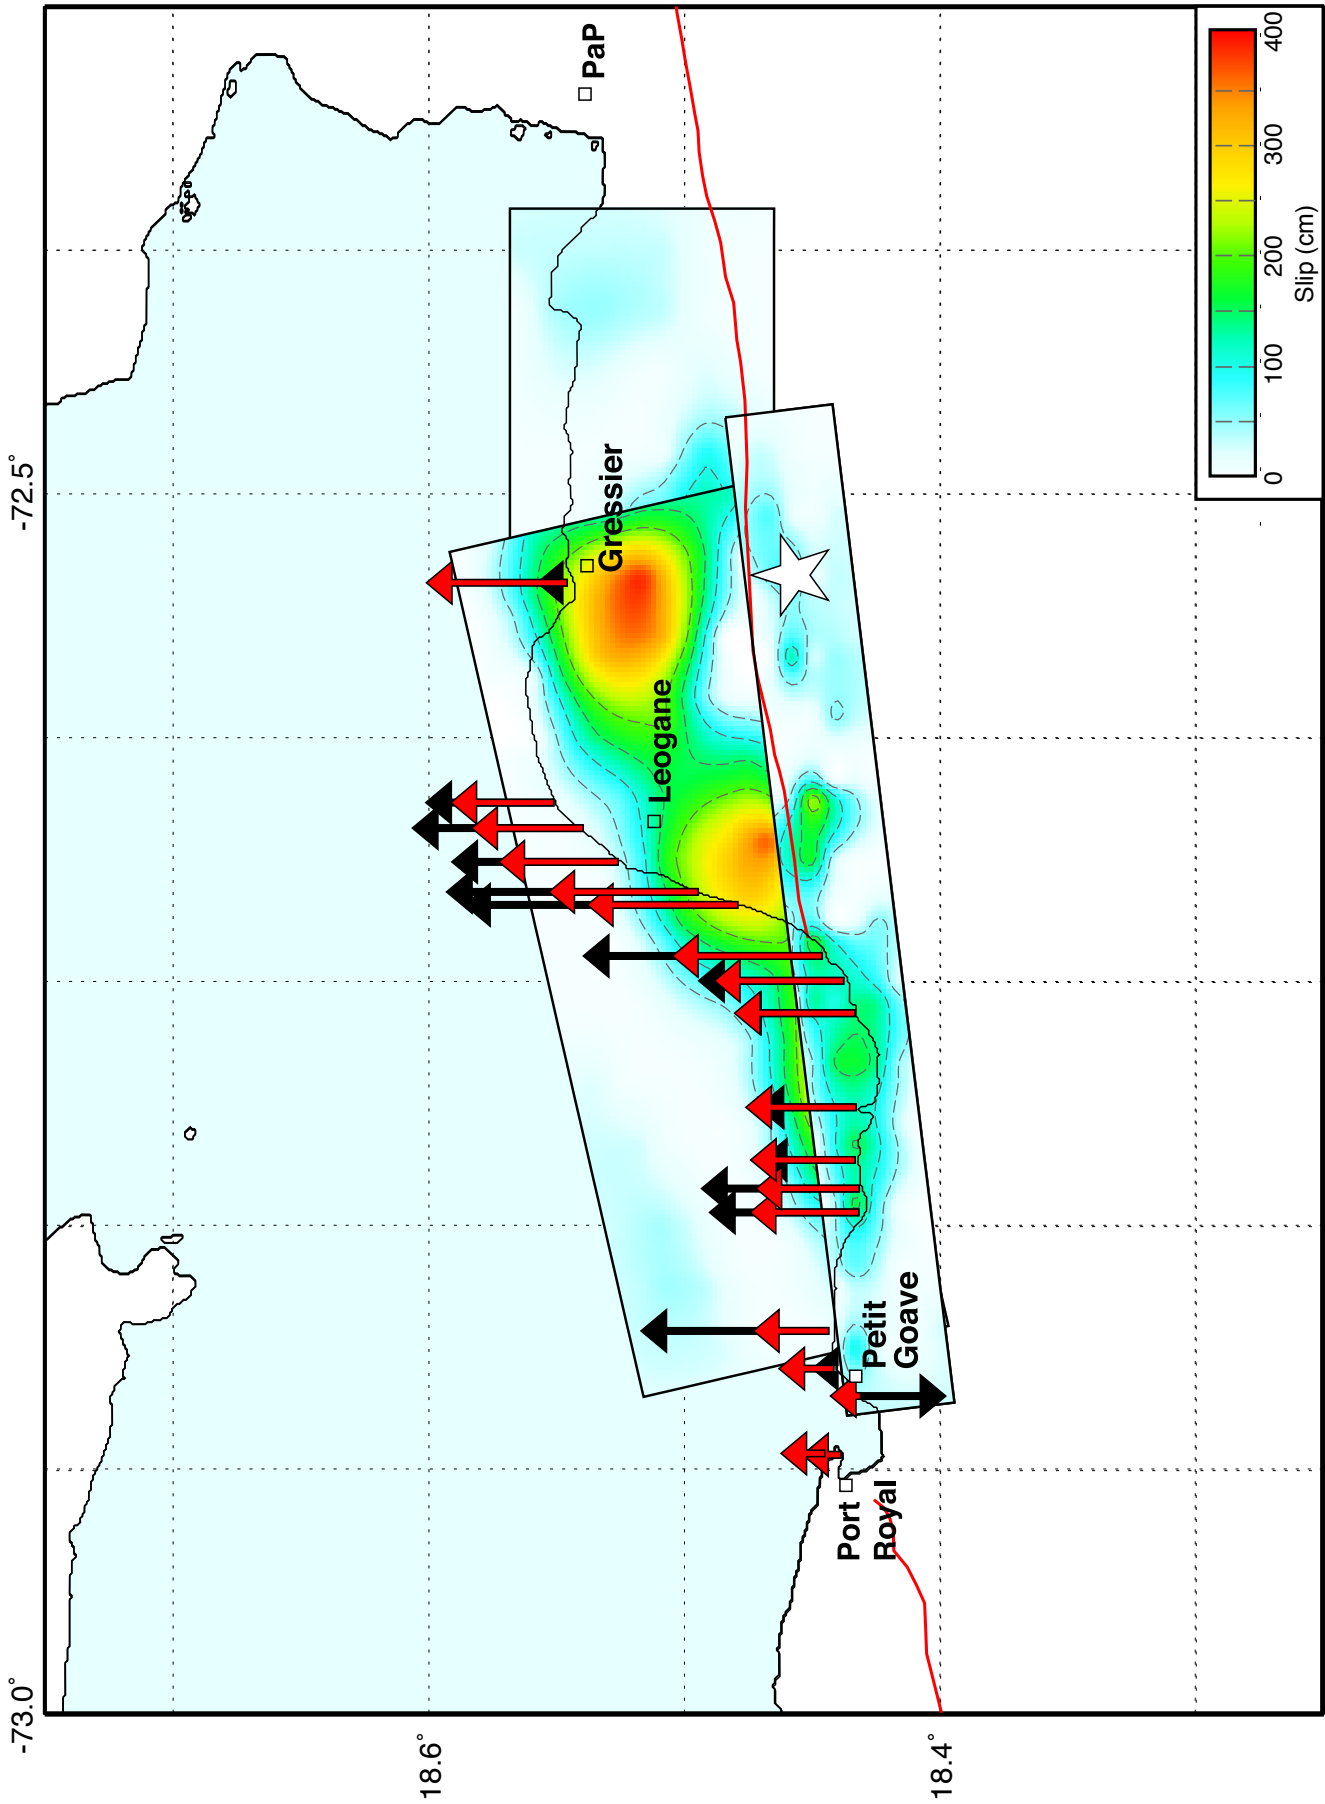 -73.0°
-72.5°
18.6°
18.4°
PaP
Gressier
Leogane
Petit
Goave
Port
Royal
0
100
200
300
400
Slip (cm)